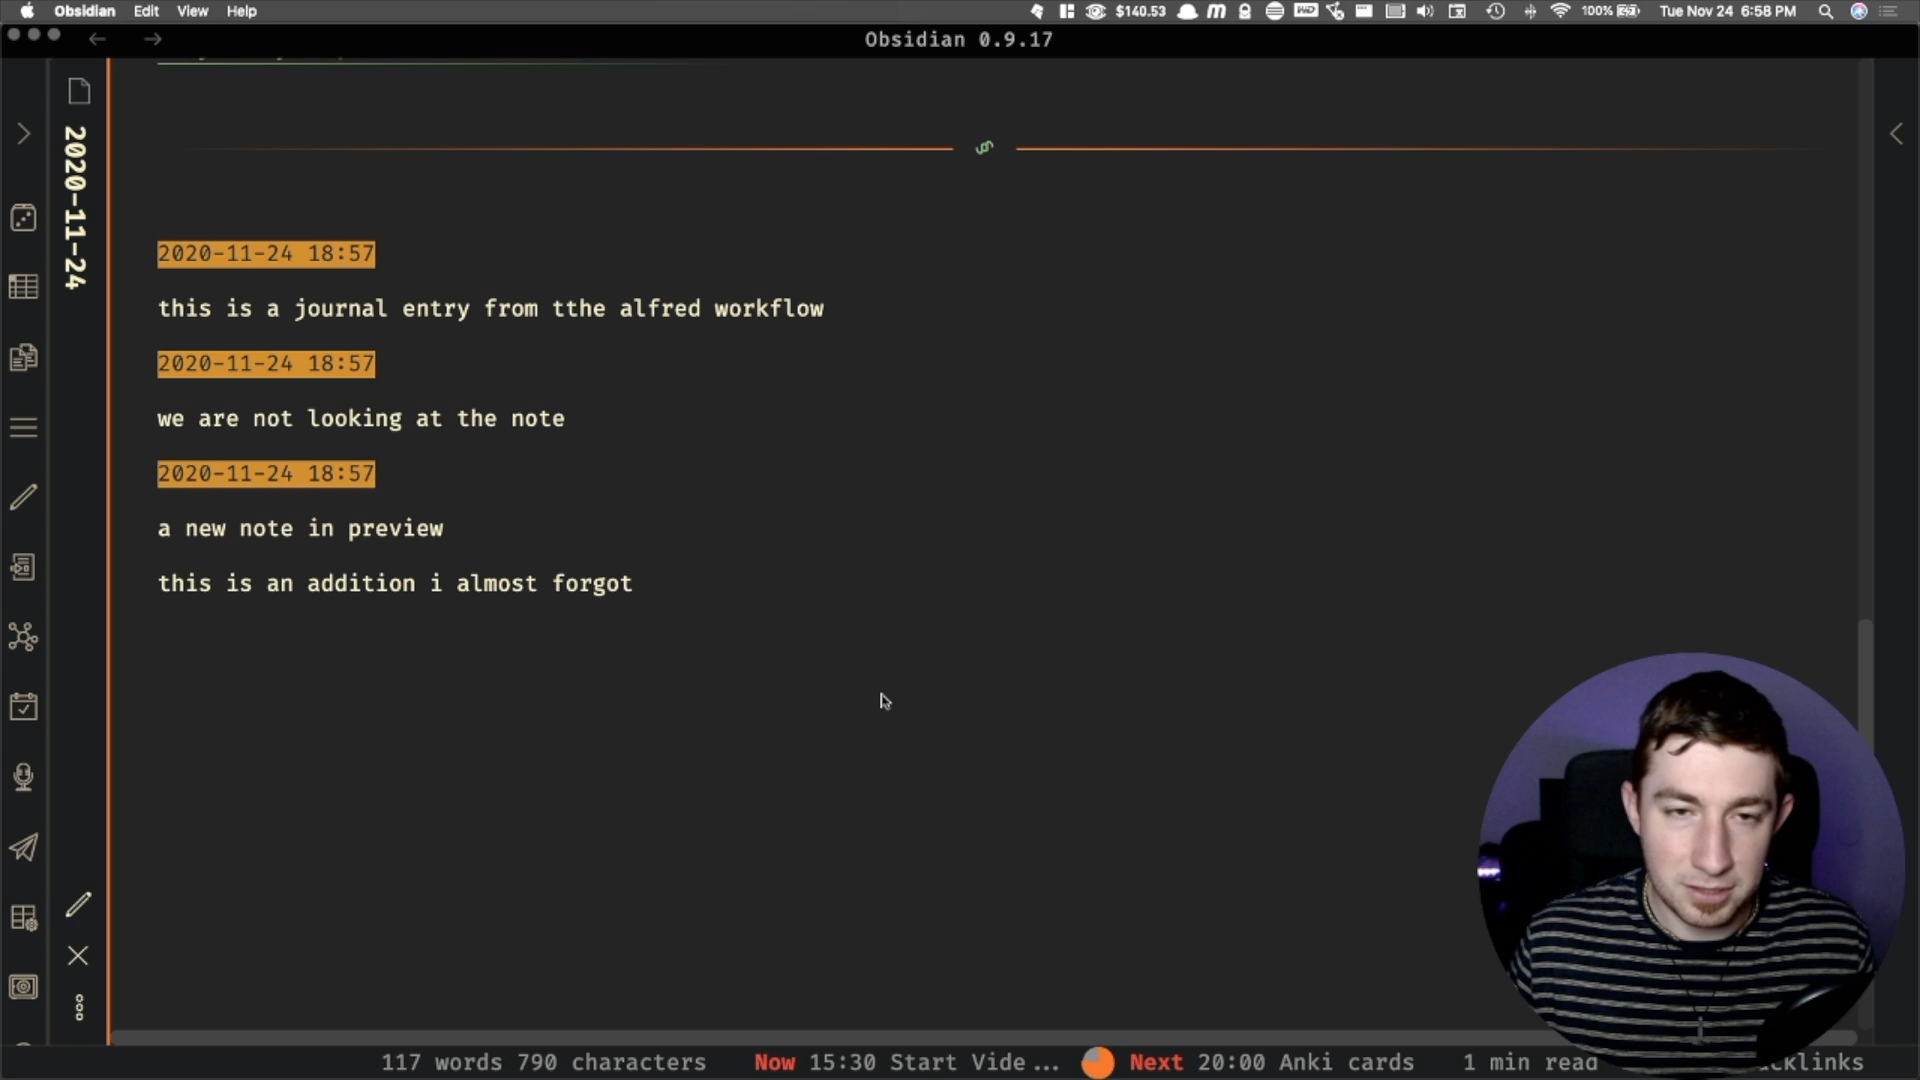 Obsidian Edit View Help $140.53 100% Tue Nov 24 6:58 PM
Obsidian 0.9.17
2020-11-24
2020-11-24 18:57
this is a journal entry from tthe alfred workflow
2020-11-24 18:57
we are not looking at the note
2020-11-24 18:57
a new note in preview
this is an addition i almost forgot
117 words 790 characters Now 15:30 Start Vide... Next 20:00 Anki cards 1 min read cklinks